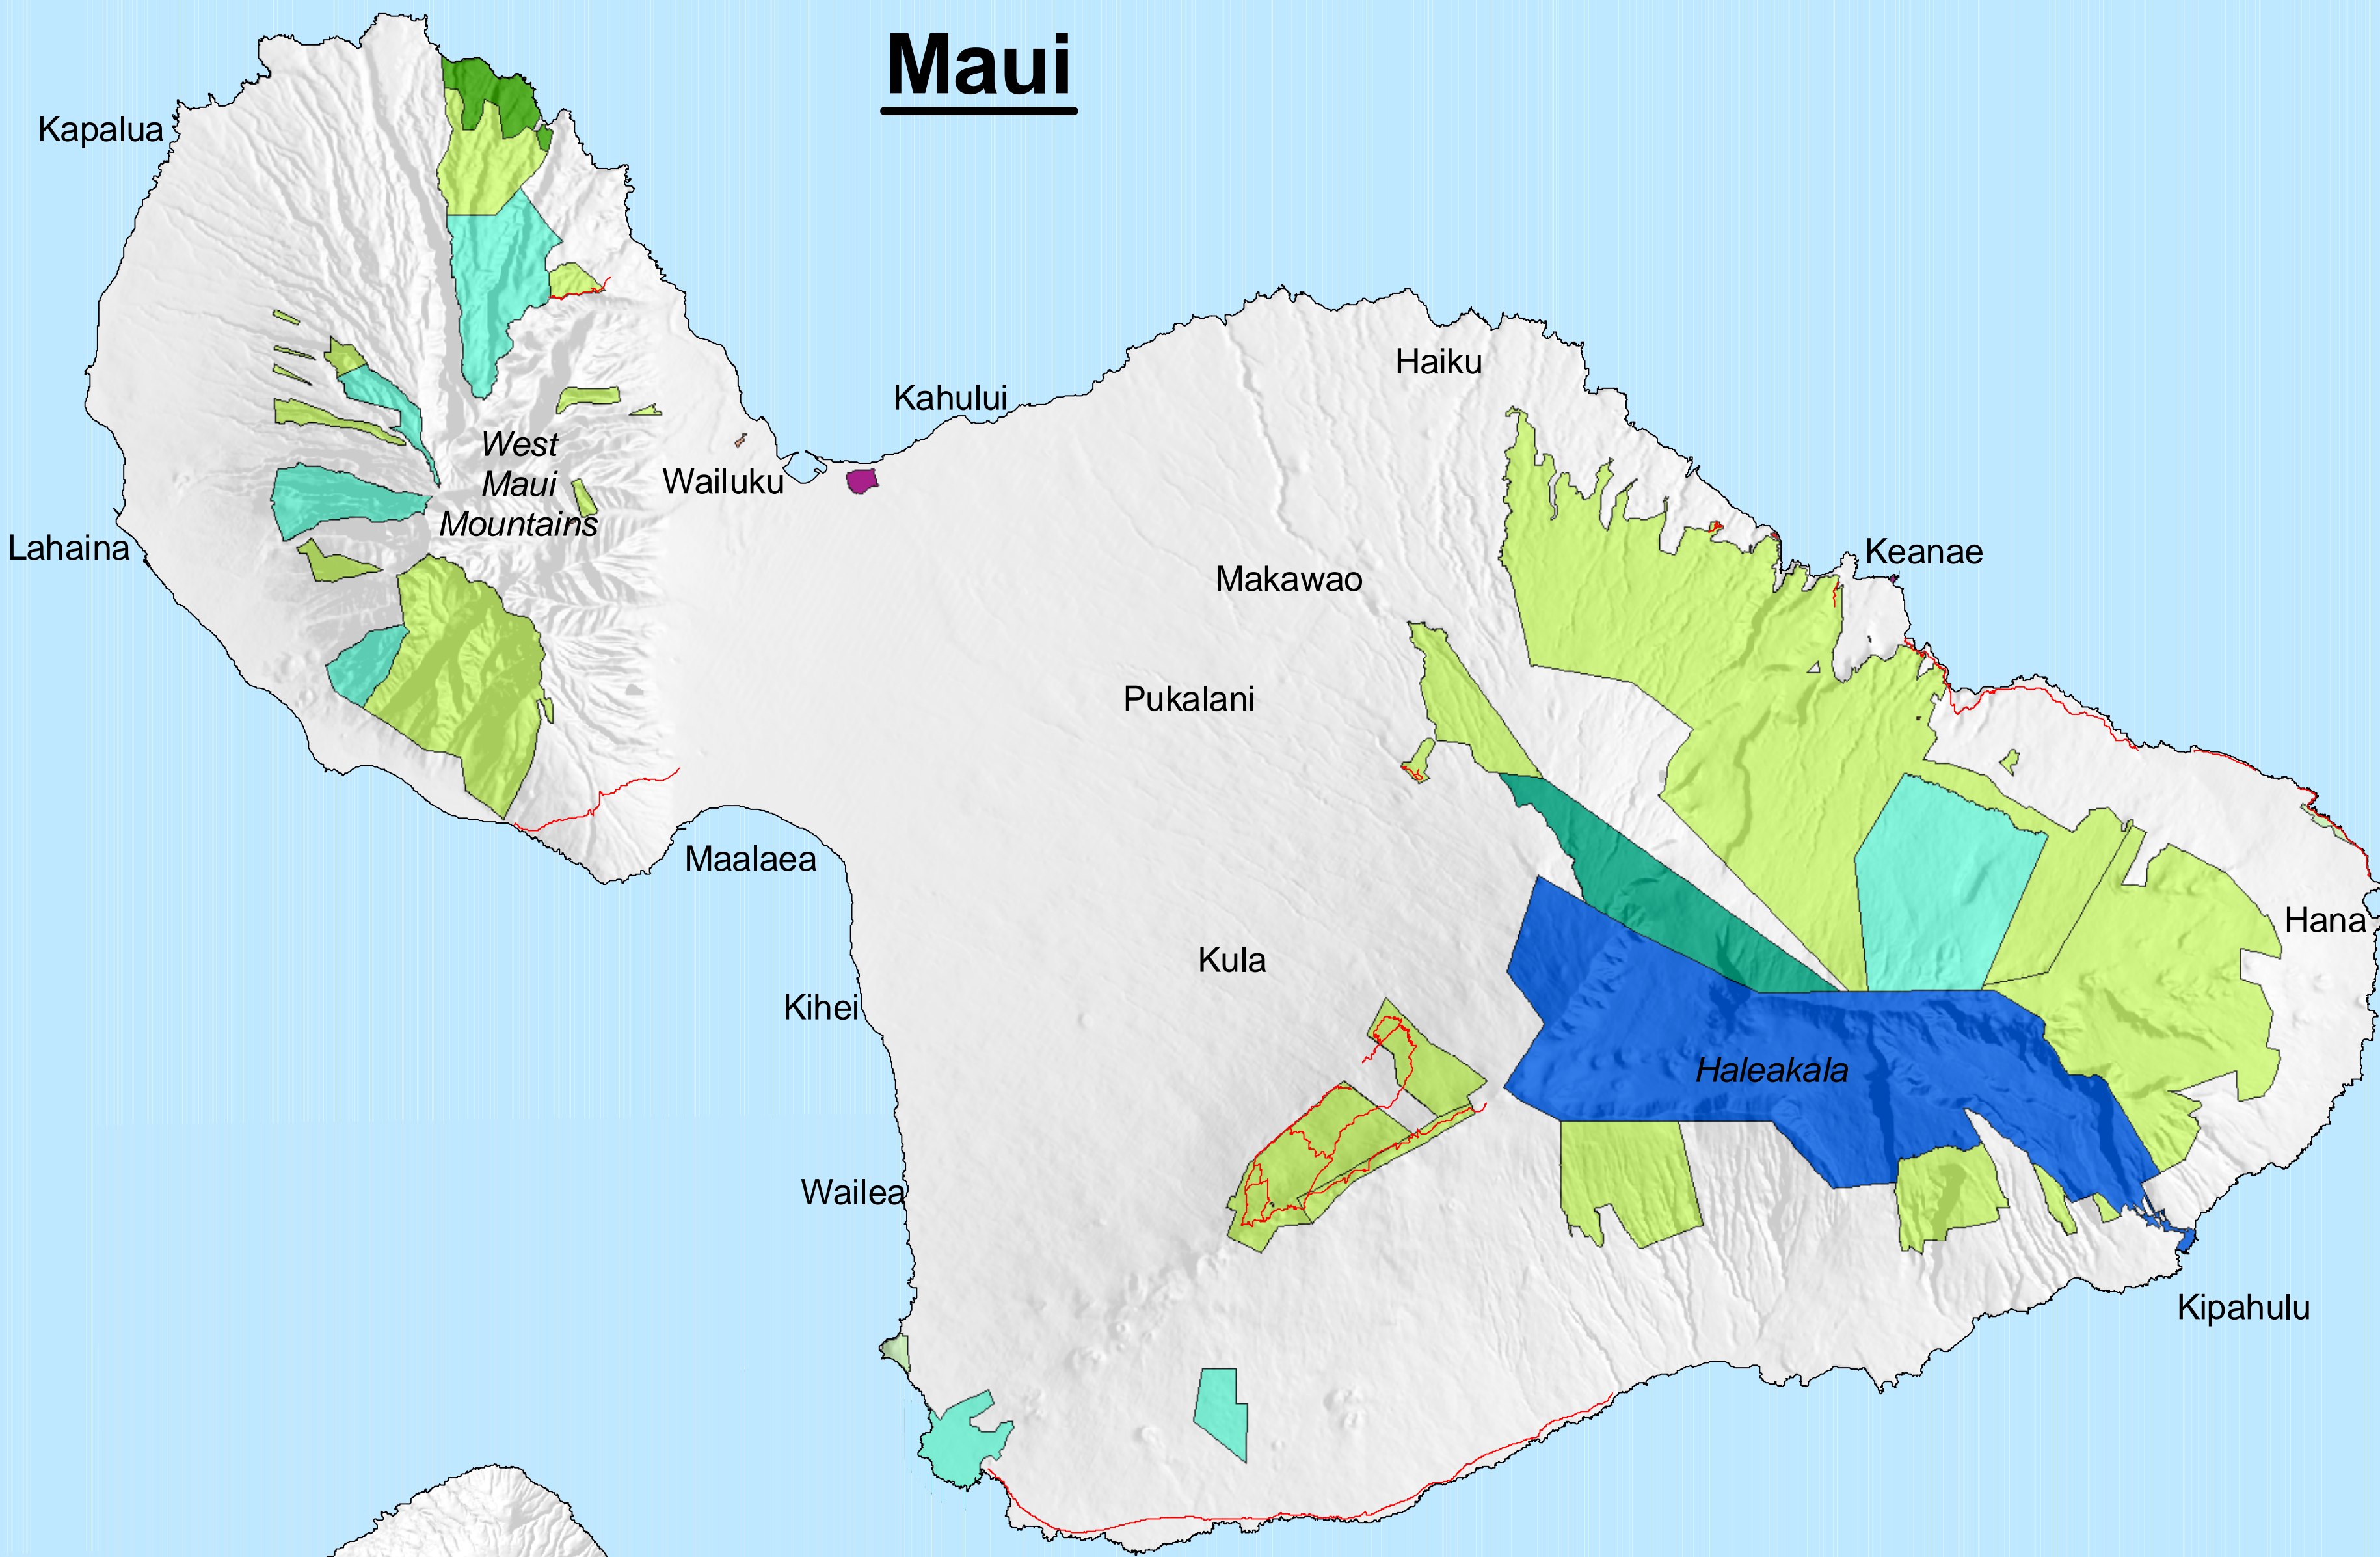 Maui
Kapalua
Haiku
Kahului
West
Maui
Mountains
Wailuku
Lahaina
Keanae
Makawao
Pukalani
Maalaea
Hana
Kula
Kihei
Haleakala
Wailea
Kipahulu